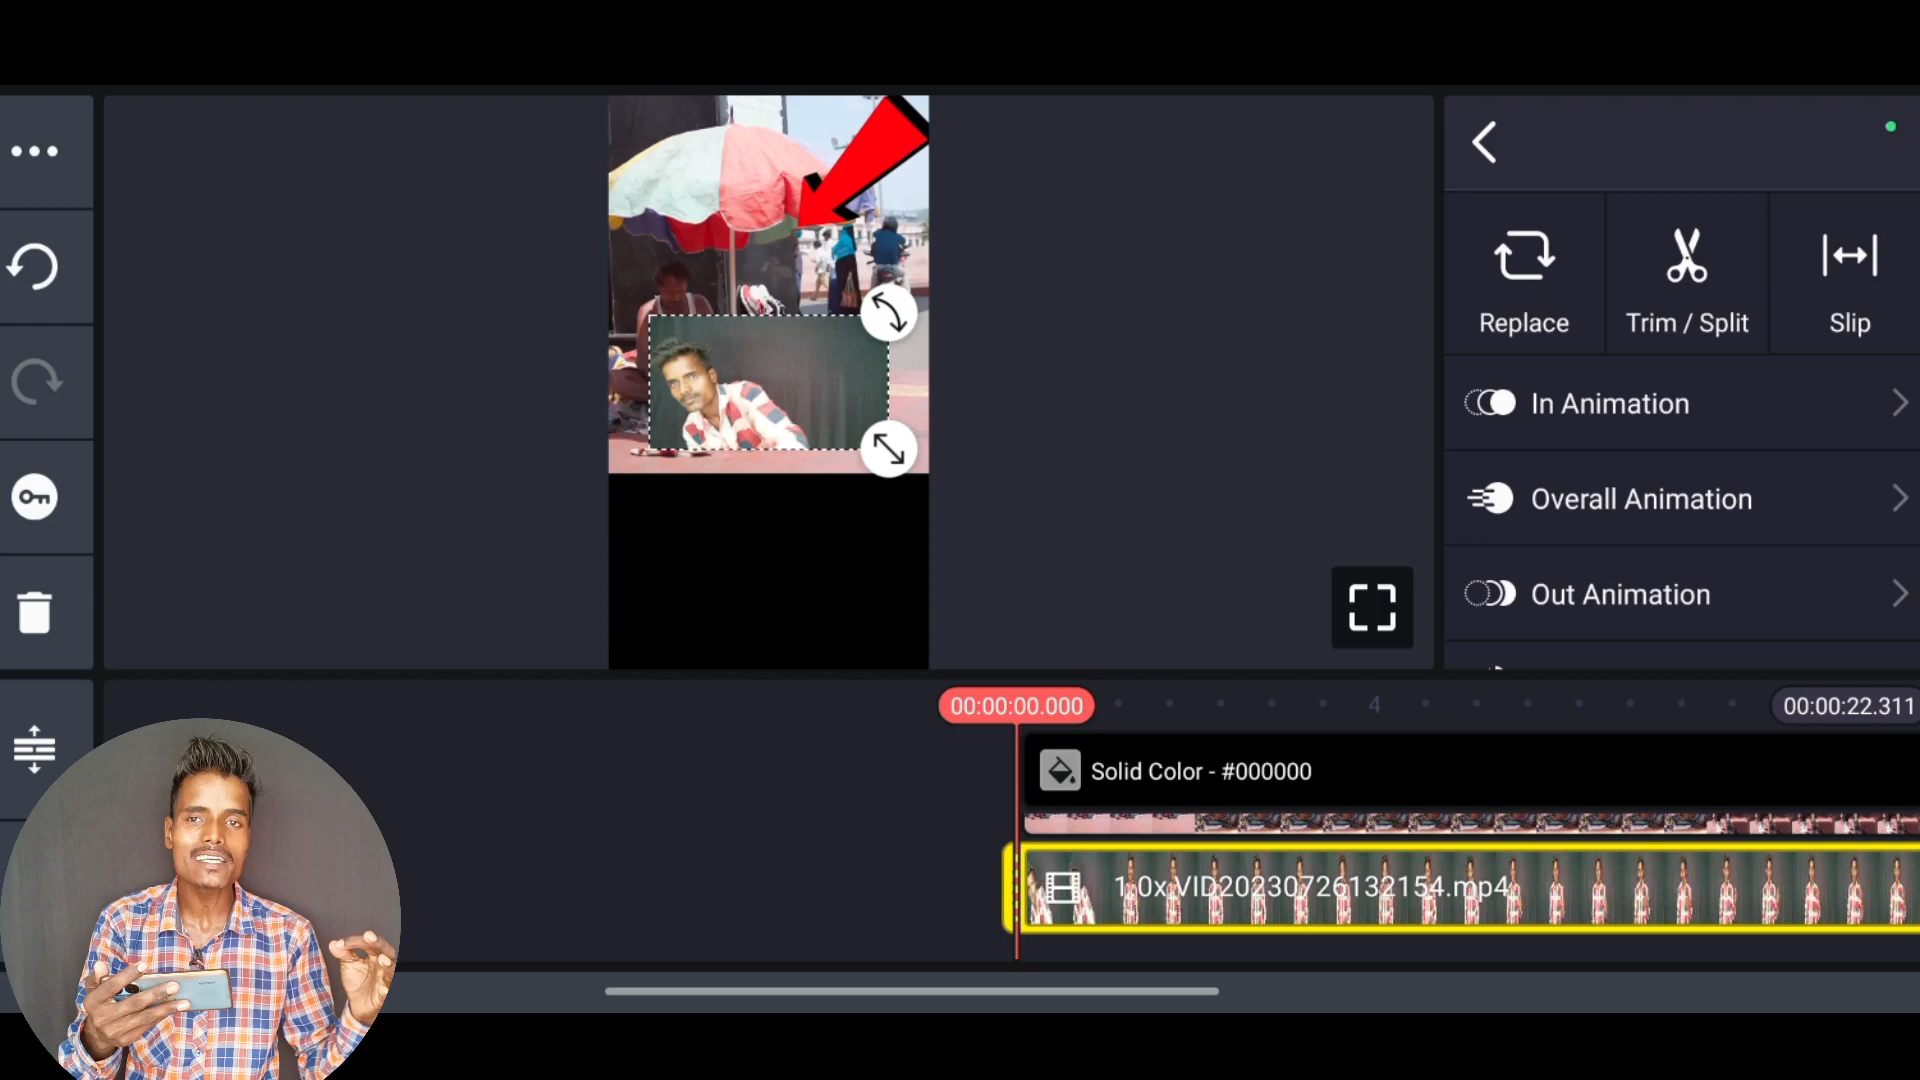 Replace
Trim / Split
Slip
In Animation
Overall Animation
Out Animation
00:00:00.000
4
00:00:22.311
Solid Color - #000000
1.0x VID20230726132154.mp4